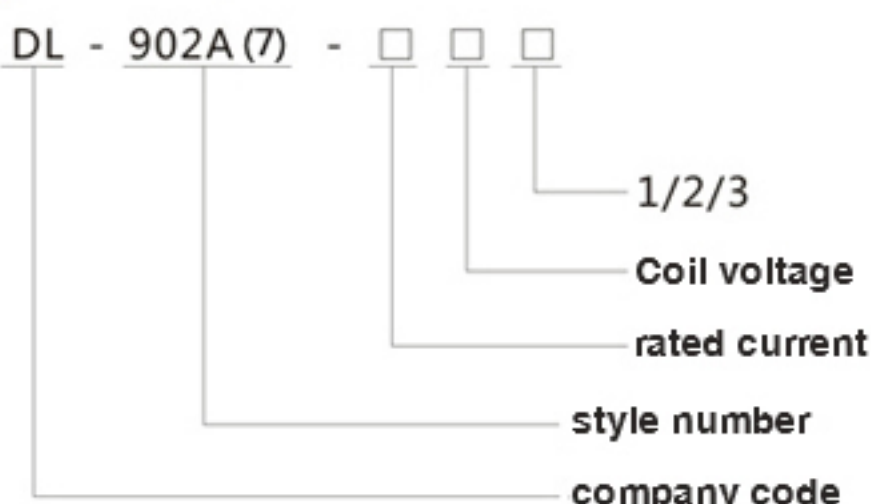 DL - 902A (7) - □ □ □
1/2/3
Coil voltage
rated current
style number
company code